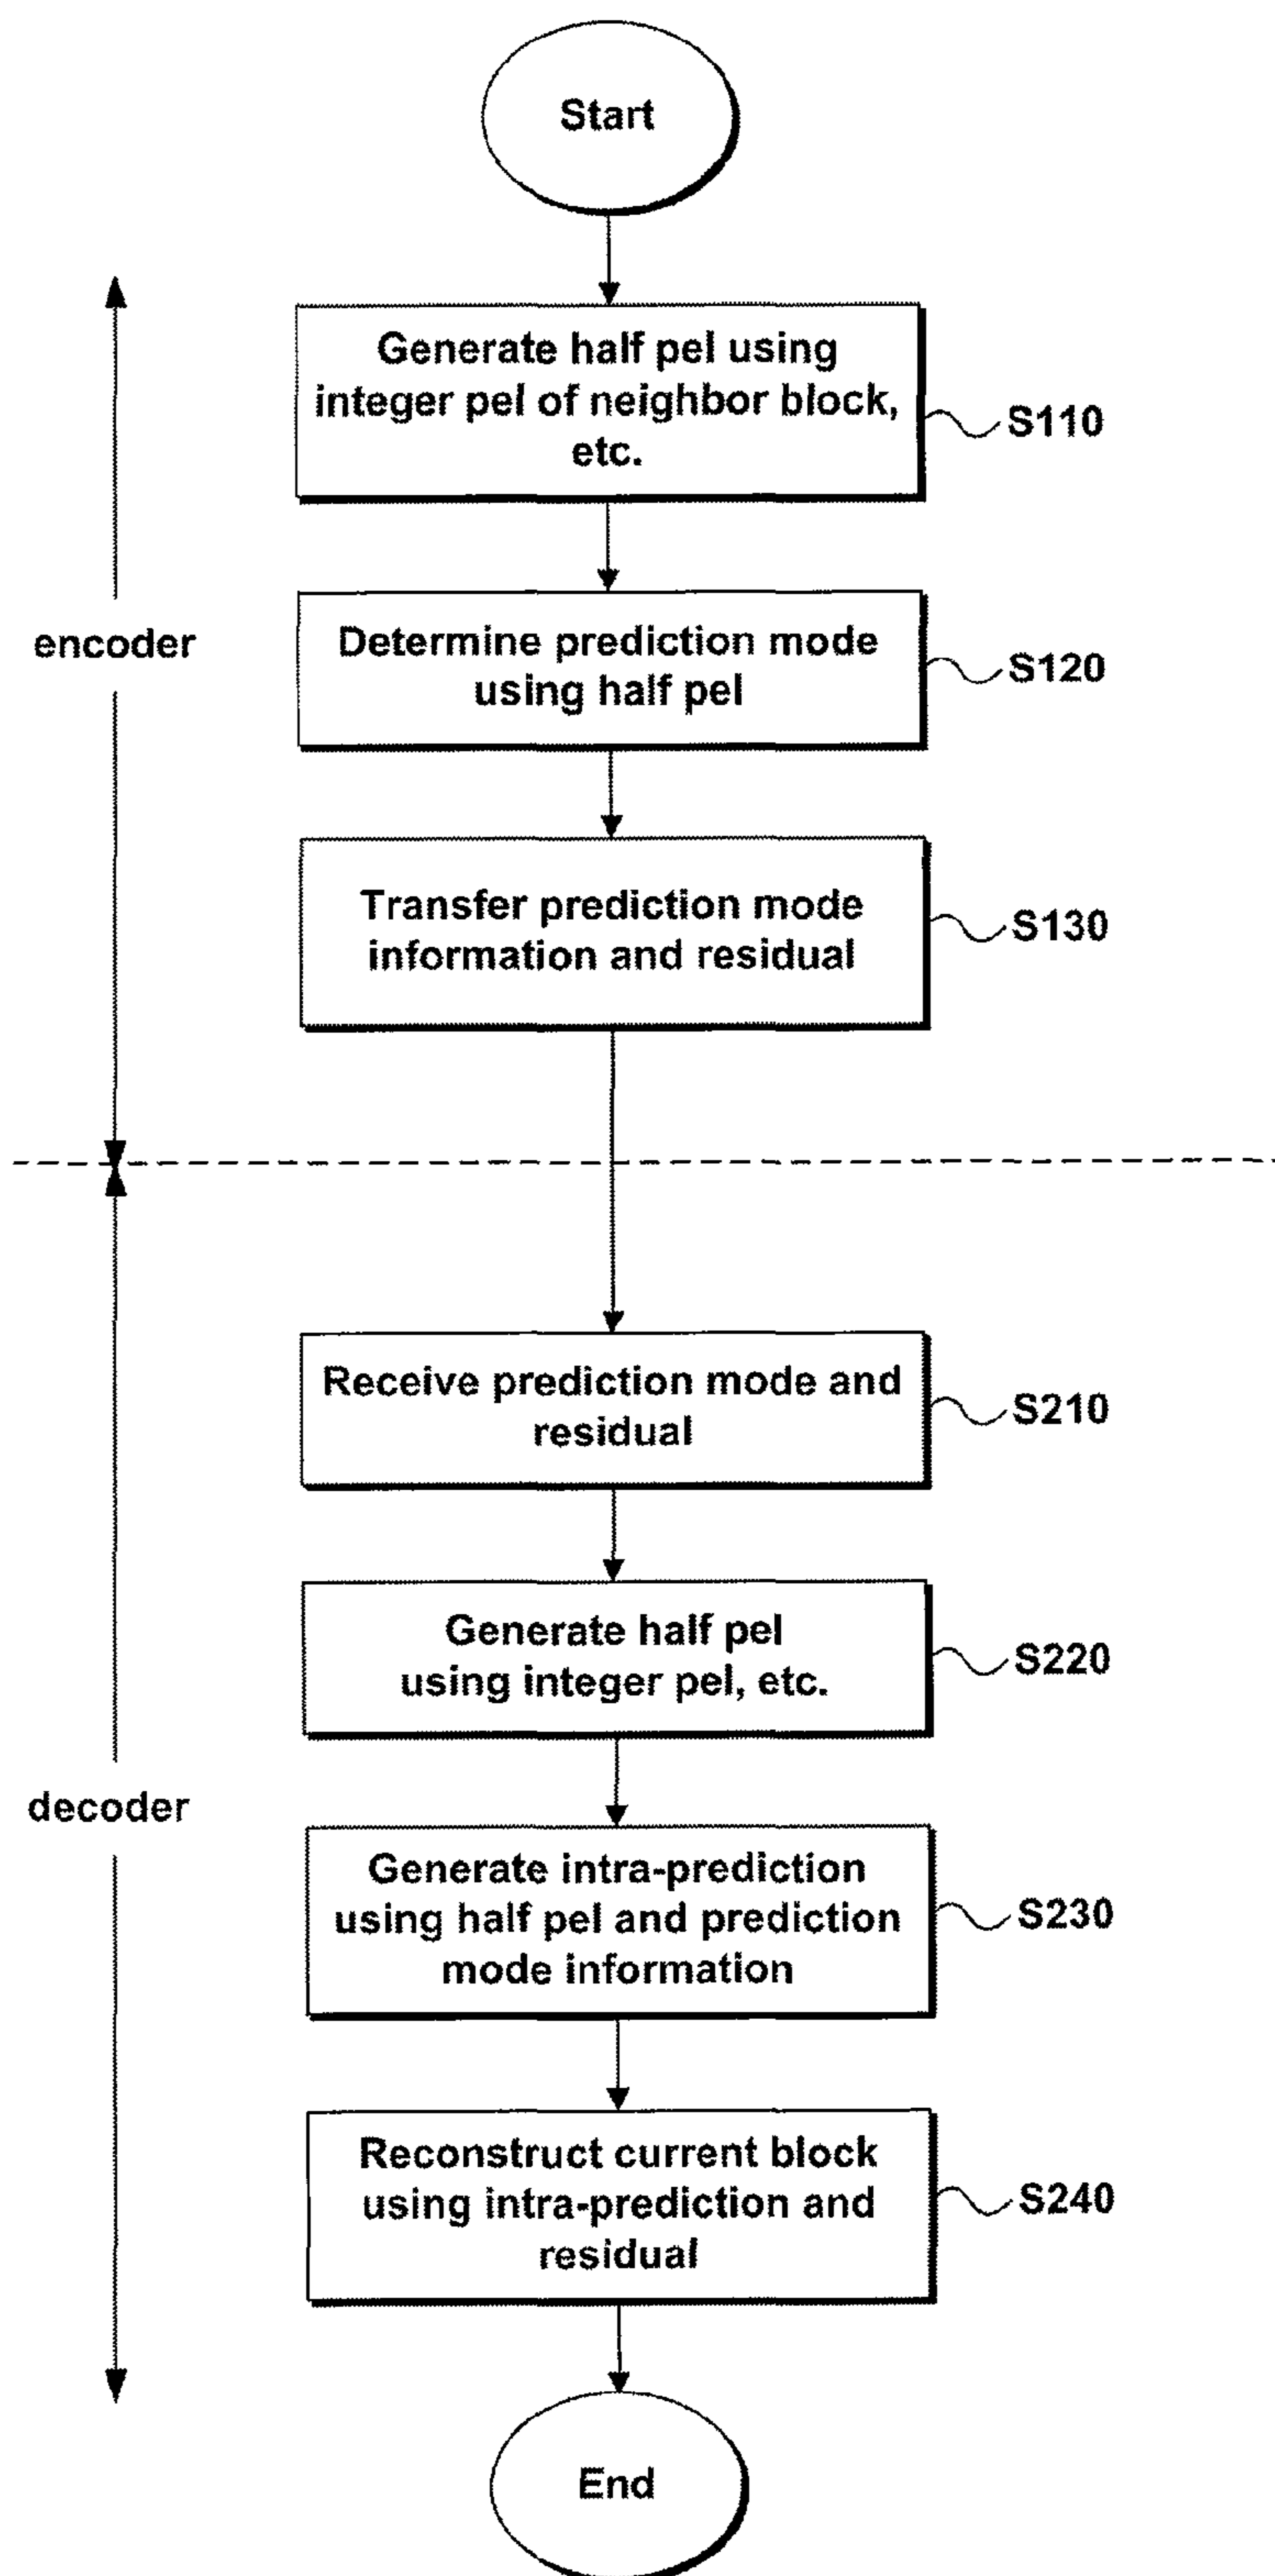 Start
Generate half pel using
integer pel of neighbor block,
etc.
S110
encoder
Determine prediction mode
using half pel
S120
Transfer prediction mode
information and residual
S130
Receive prediction mode and
residual
S210
Generate half pel
using integer pel, etc.
S220
decoder
Generate intra-prediction
using half pel and prediction
mode information
S230
Reconstruct current block
using intra-prediction and
residual
S240
End